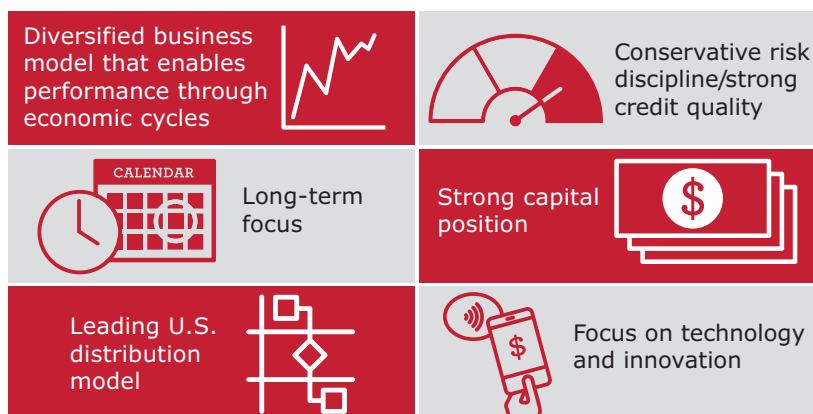 Diversified business
model that enables
performance through
economic cycles
Conservative risk
discipline/strong
credit quality
CALENDAR
Long-term
focus
Strong capital
position
$
Leading U.S.
distribution
model
$
Focus on technology
and innovation